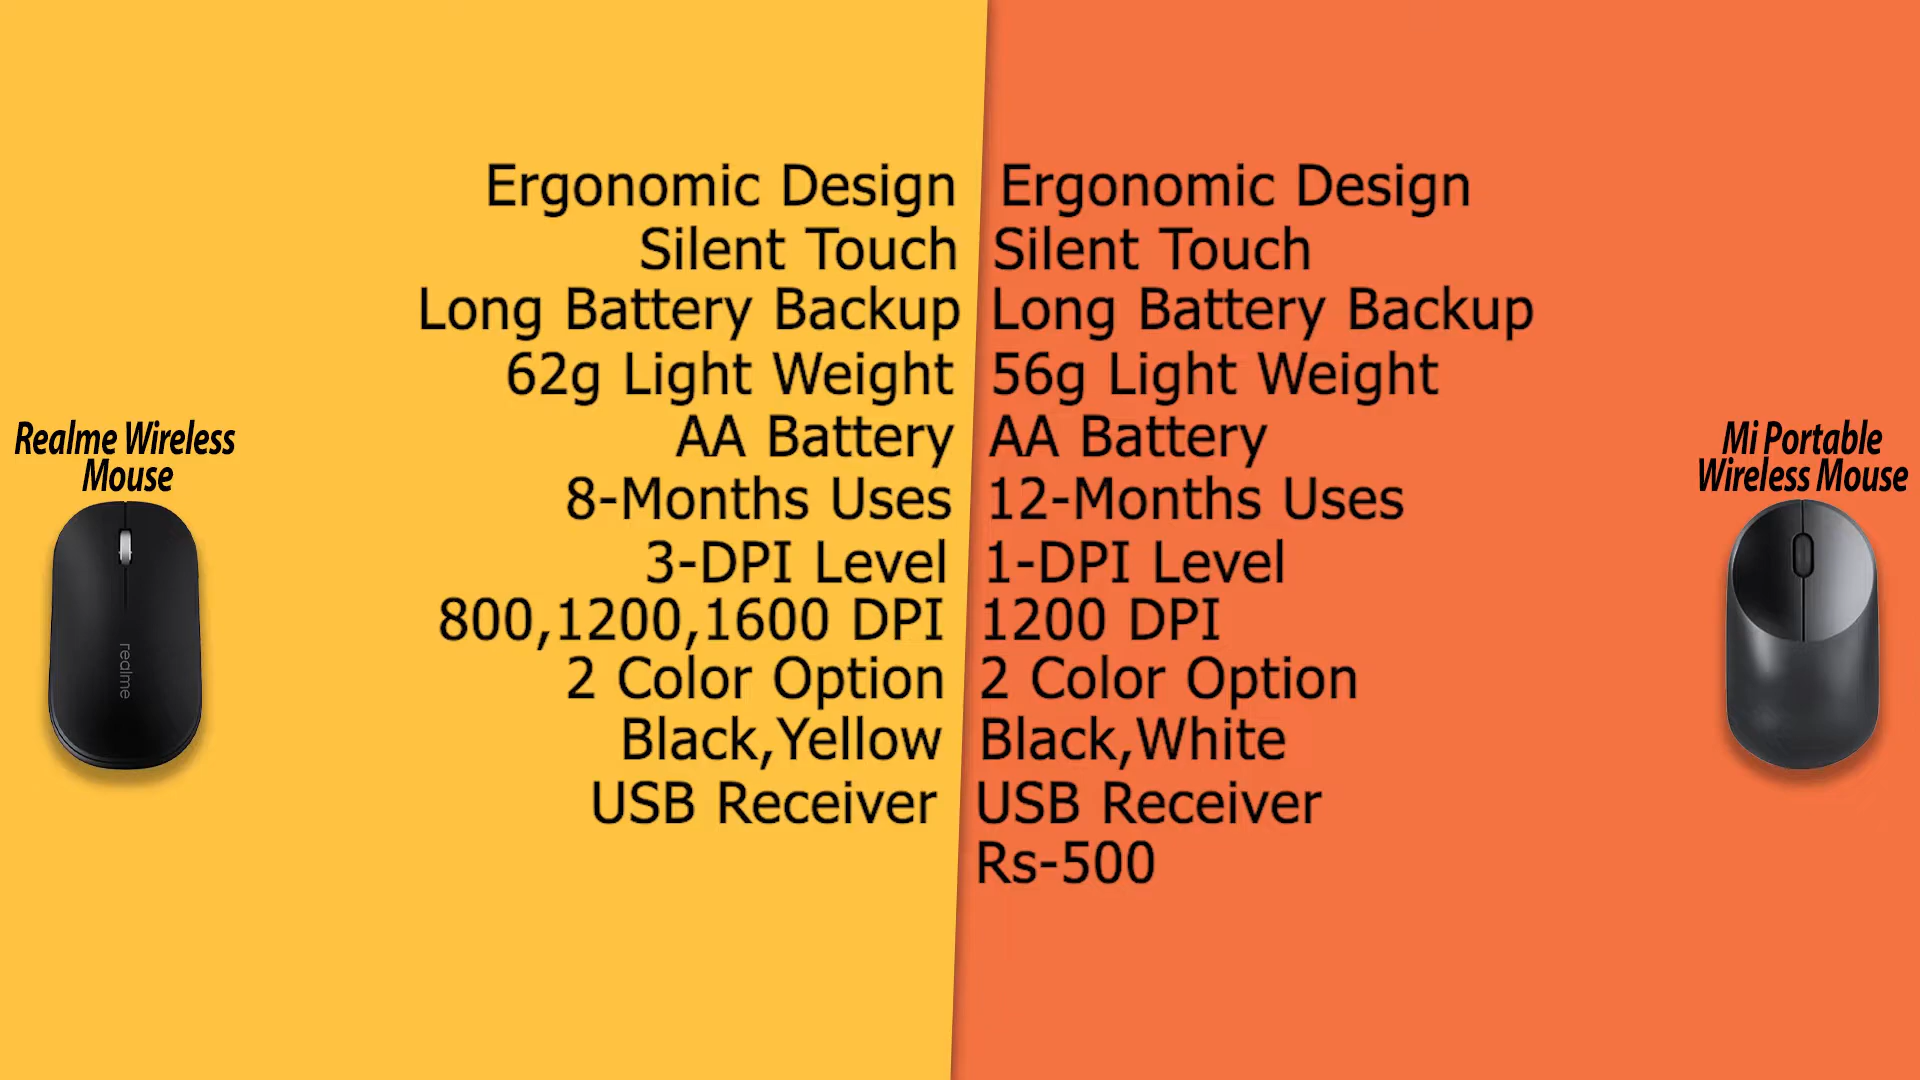 Realme Wireless
Mouse
realme
Ergonomic Design
Silent Touch
Long Battery Backup
62g Light Weight
AA Battery
8-Months Uses
3-DPI Level
800,1200,1600 DPI
2 Color Option
Black,Yellow
USB Receiver
Ergonomic Design
Silent Touch
Long Battery Backup
56g Light Weight
AA Battery
12-Months Uses
1-DPI Level
1200 DPI
2 Color Option
Black,White
USB Receiver
Rs-500
Mi Portable
Wireless Mouse